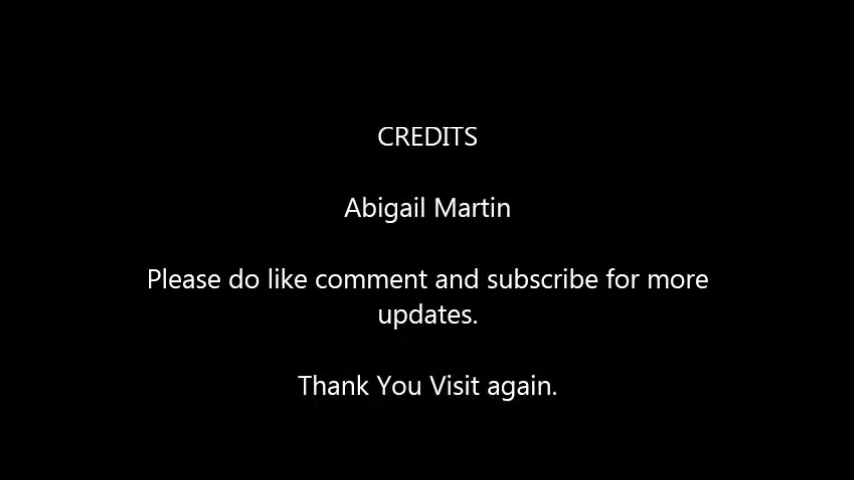 CREDITS
Abigail Martin
Please do like comment and subscribe for more
updates.
Thank You Visit again.